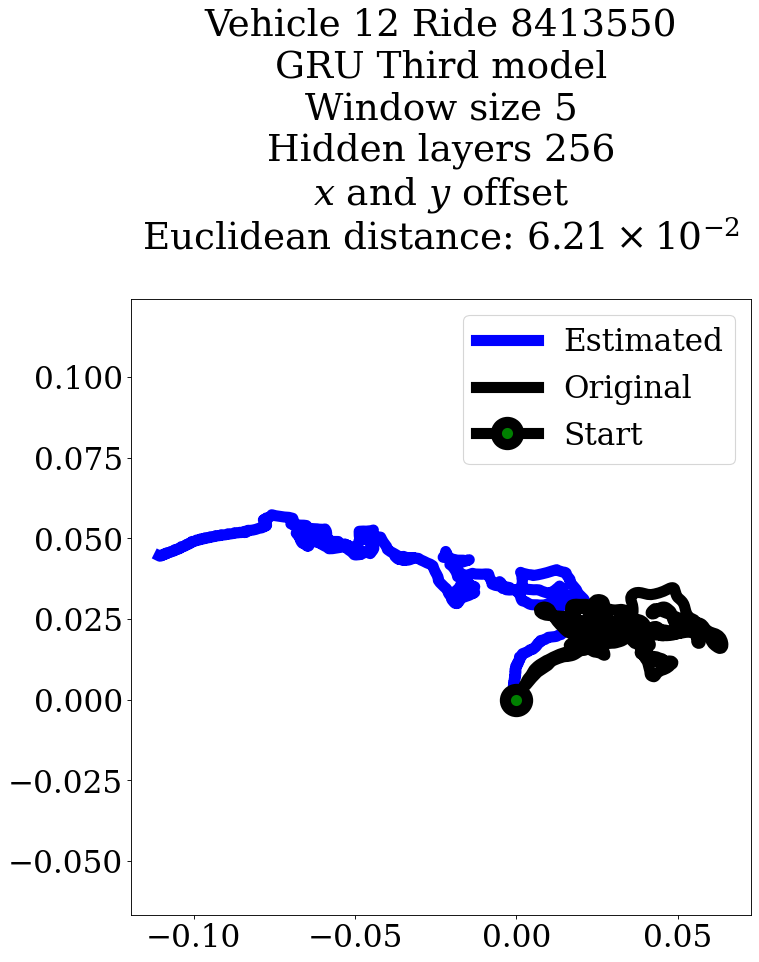 Vehicle 12 Ride 8413550
GRU Third model
Window size 5
Hidden layers 256
x and y offset
Euclidean distance: 6.21 × 10⁻²
Estimated
Original
Start
0.100
0.075
0.050
0.025
0.000
−0.025
−0.050
−0.10 −0.05 0.00 0.05